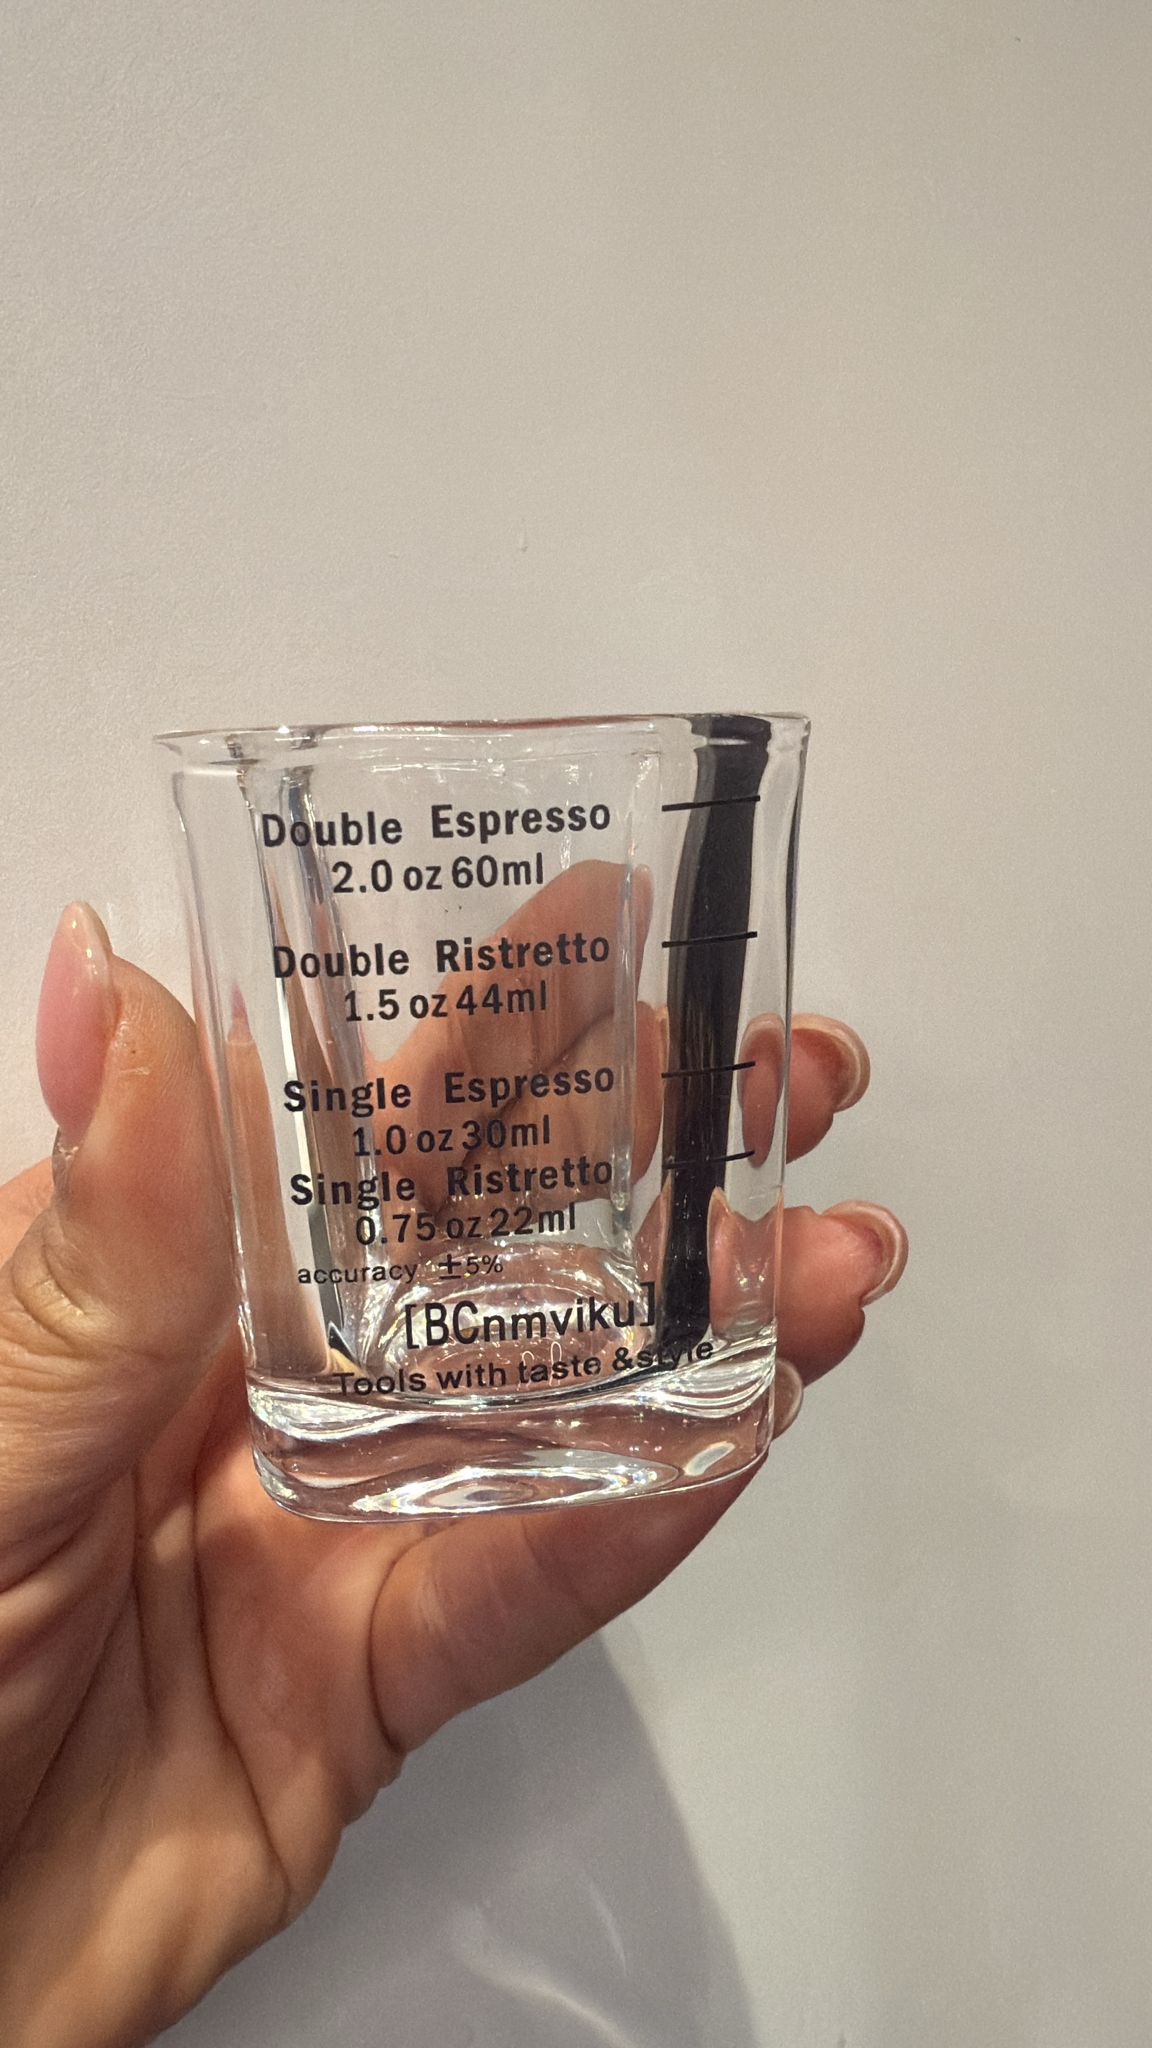 Double Espresso
2.0 oz 60ml
Double Ristretto
1.5 oz 44ml
Single Espresso
1.0 oz 30ml
Single Ristretto
0.75 oz 22ml
accuracy ±5%
[BCnmviku]
Tools with taste & style